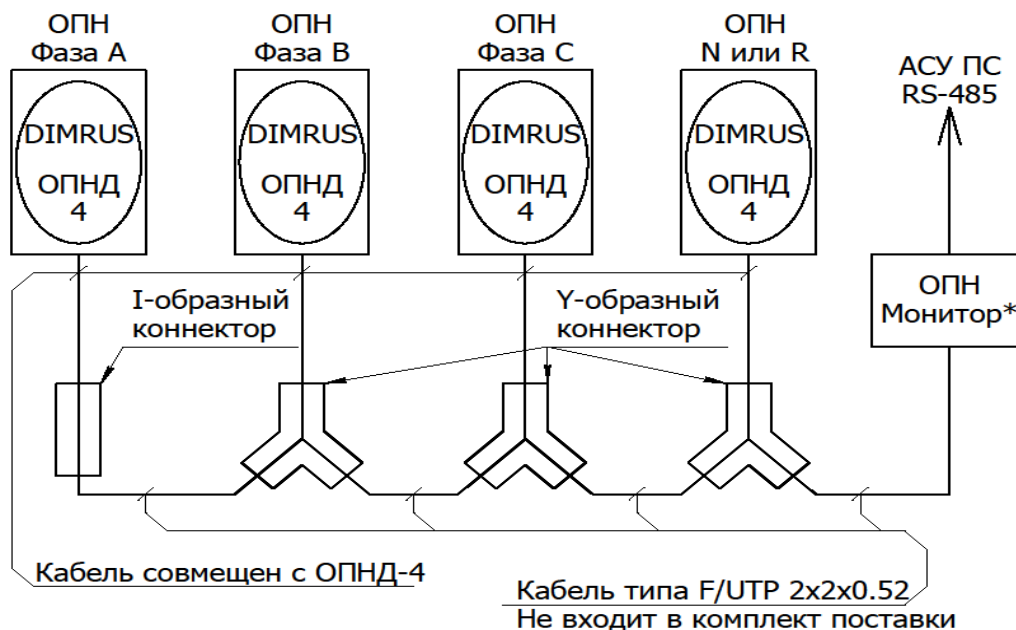 ОПН
Фаза A
ОПН
Фаза B
ОПН
Фаза C
ОПН
N или R
АСУ ПС
RS-485
DIMRUS
ОПНД
4
DIMRUS
ОПНД
4
DIMRUS
ОПНД
4
DIMRUS
ОПНД
4
ОПН
Монитор*
I-образный
коннектор
Y-образный
коннектор
Кабель совмещен с ОПНД-4
Кабель типа F/UTP 2x2x0.52
Не входит в комплект поставки